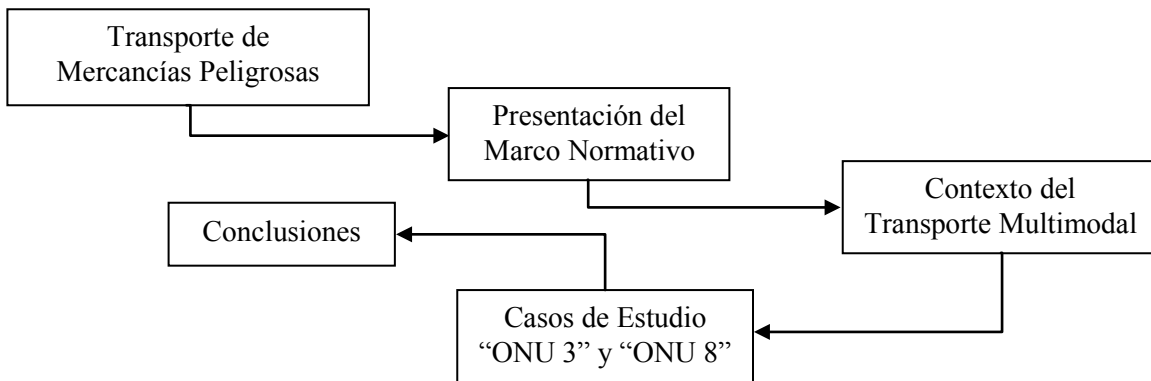 Transporte de
Mercancías Peligrosas
Presentación del
Marco Normativo
Contexto del
Transporte Multimodal
Casos de Estudio
“ONU 3” y “ONU 8”
Conclusiones